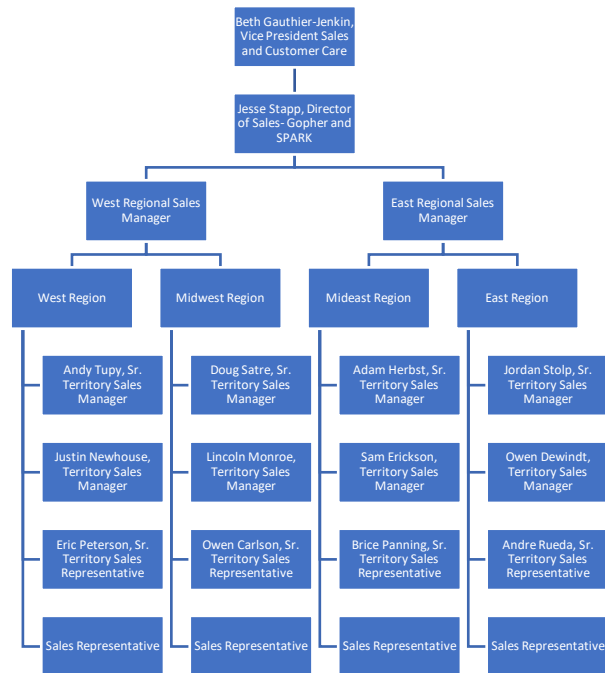 Beth Gauthier-Jenkin,
Vice President Sales
and Customer Care
Jesse Stapp, Director
of Sales- Gopher and
SPARK
West Regional Sales
Manager
East Regional Sales
Manager
West Region
Midwest Region
Mideast Region
East Region
Andy Tupy, Sr.
Territory Sales
Manager
Doug Satre, Sr.
Territory Sales
Manager
Adam Herbst, Sr.
Territory Sales
Manager
Jordan Stolp, Sr.
Territory Sales
Manager
Justin Newhouse,
Territory Sales
Manager
Lincoln Monroe,
Territory Sales
Manager
Sam Erickson,
Territory Sales
Manager
Owen Dewindt,
Territory Sales
Manager
Eric Peterson, Sr.
Territory Sales
Representative
Owen Carlson, Sr.
Territory Sales
Representative
Brice Panning, Sr.
Territory Sales
Representative
Andre Rueda, Sr.
Territory Sales
Representative
Sales Representative
Sales Representative
Sales Representative
Sales Representative